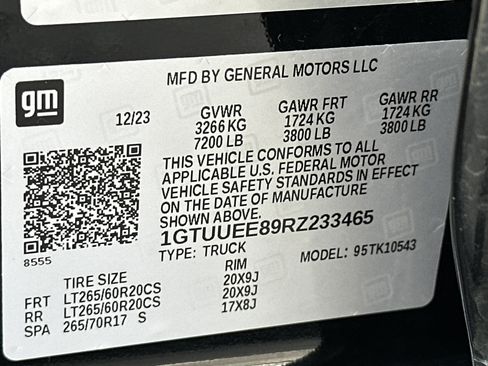 MFD BY GENERAL MOTORS LLC
gm
12/23 GVWR GAWR FRT GAWR RR
3266 KG 1724 KG 1724 KG
7200 LB 3800 LB 3800 LB
THIS VEHICLE CONFORMS TO ALL
APPLICABLE U.S. FEDERAL MOTOR
VEHICLE SAFETY STANDARDS IN EFFECT
ON THE DATE OF MANUFACTURE
SHOWN ABOVE.
1GTUUEE89RZ233465
8555 TYPE: TRUCK MODEL: 95TK10543
TIRE SIZE RIM
FRT LT265/60R20CS 20X9J
RR LT265/60R20CS 20X9J
SPA 265/70R17 S 17X8J